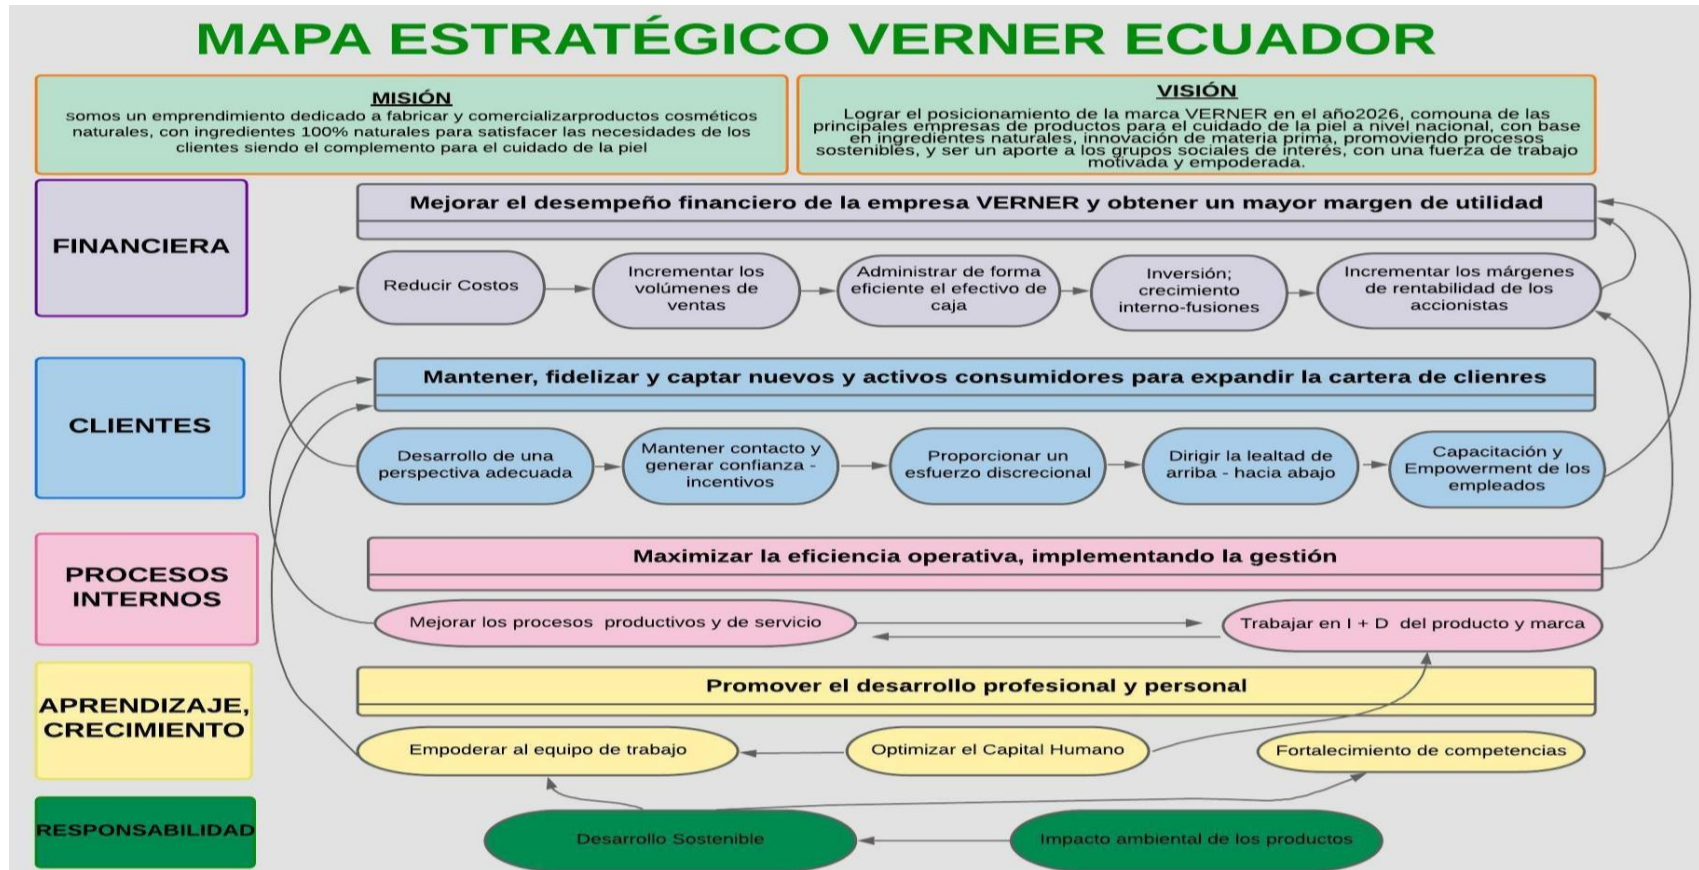 MAPA ESTRATÉGICO VERNER ECUADOR
MISIÓN
somos un emprendimiento dedicado a fabricar y comercializarproductos cosméticos
naturales, con ingredientes 100% naturales para satisfacer las necesidades de los
clientes siendo el complemento para el cuidado de la piel
VISIÓN
Lograr el posicionamiento de la marca VERNER en el año2026, comouna de las
principales empresas de productos para el cuidado de la piel a nivel nacional, con base
en ingredientes naturales, innovación de materia prima, promoviendo procesos
sostenibles, y ser un aporte a los grupos sociales de interés, con una fuerza de trabajo
motivada y empoderada.
FINANCIERA
Mejorar el desempeño financiero de la empresa VERNER y obtener un mayor margen de utilidad
Reducir Costos
Incrementar los
volúmenes de
ventas
Administrar de forma
eficiente el efectivo de
caja
Inversión;
crecimiento
interno-fusiones
Incrementar los márgenes
de rentabilidad de los
accionistas
CLIENTES
Mantener, fidelizar y captar nuevos y activos consumidores para expandir la cartera de clienres
Desarrollo de una
perspectiva adecuada
Mantener contacto y
generar confianza -
incentivos
Proporcionar un
esfuerzo discrecional
Dirigir la lealtad de
arriba - hacia abajo
Capacitación y
Empowerment de los
empleados
PROCESOS
INTERNOS
Maximizar la eficiencia operativa, implementando la gestión
Mejorar los procesos productivos y de servicio
Trabajar en I + D del producto y marca
APRENDIZAJE,
CRECIMIENTO
Promover el desarrollo profesional y personal
Empoderar al equipo de trabajo
Optimizar el Capital Humano
Fortalecimiento de competencias
RESPONSABILIDAD
Desarrollo Sostenible
Impacto ambiental de los productos